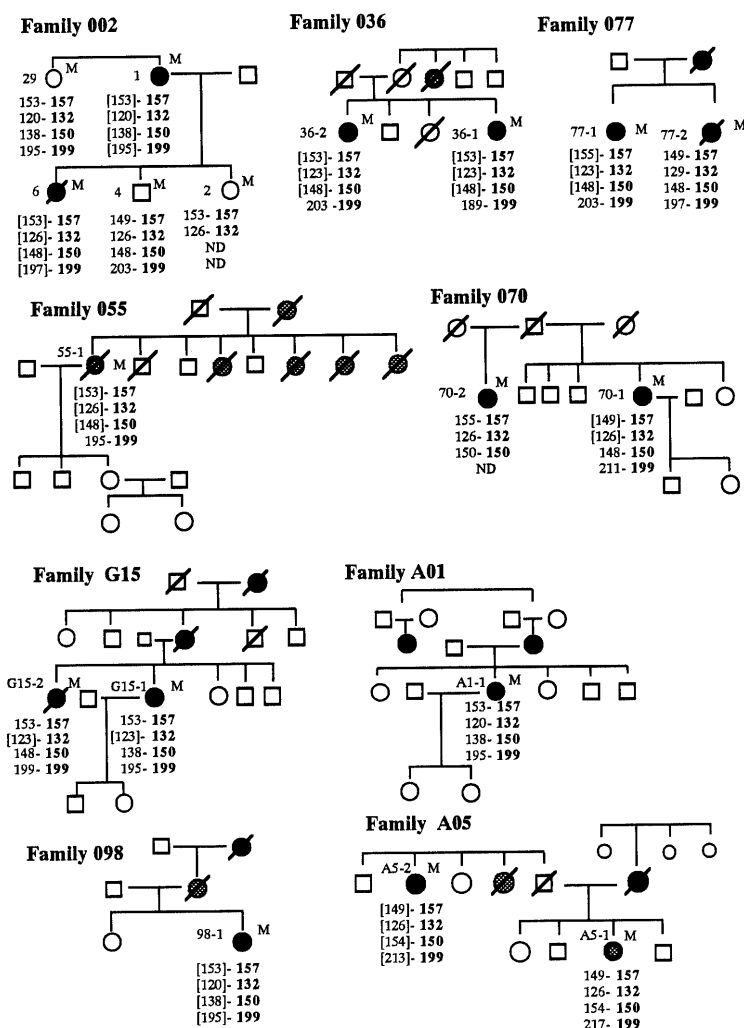 Family 002
29 M
1 M
153- 157
120- 132
138- 150
195- 199
[153]- 157
[120]- 132
[138]- 150
[195]- 199
6 M
4 M
2 M
[153]- 157
[126]- 132
[148]- 150
[197]- 199
149- 157
126- 132
148- 150
203- 199
153- 157
126- 132
ND
ND
Family 036
36-2 M
36-1 M
[153]- 157
[123]- 132
[148]- 150
203 -199
[153]- 157
[123]- 132
[148]- 150
189- 199
Family 077
77-1 M
77-2 M
[155]- 157
[123]- 132
[148]- 150
203- 199
149- 157
129- 132
148- 150
197- 199
Family 055
55-1 M
[153]- 157
[126]- 132
[148]- 150
195- 199
Family 070
70-2 M
70-1 M
155- 157
126- 132
150- 150
ND
[149]- 157
[126]- 132
148- 150
211- 199
Family G15
G15-2 M
G15-1 M
153- 157
[123]- 132
148- 150
199- 199
153- 157
[123]- 132
138- 150
195- 199
Family A01
A1-1 M
153- 157
120- 132
138- 150
195- 199
Family 098
98-1 M
[153]- 157
[120]- 132
[138]- 150
[195]- 199
Family A05
A5-2 M
[149]- 157
[126]- 132
[154]- 150
[213]- 199
A5-1 M
149- 157
126- 132
154- 150
217- 199